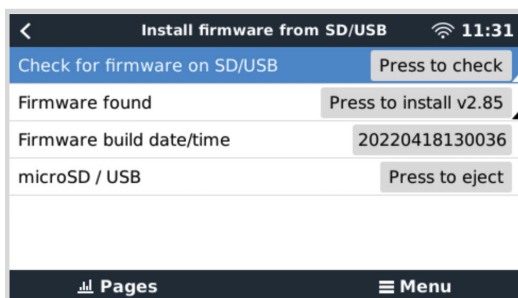 Install firmware from SD/USB 11:31
Check for firmware on SD/USB Press to check
Firmware found Press to install v2.85
Firmware build date/time 20220418130036
microSD / USB Press to eject
Pages Menu